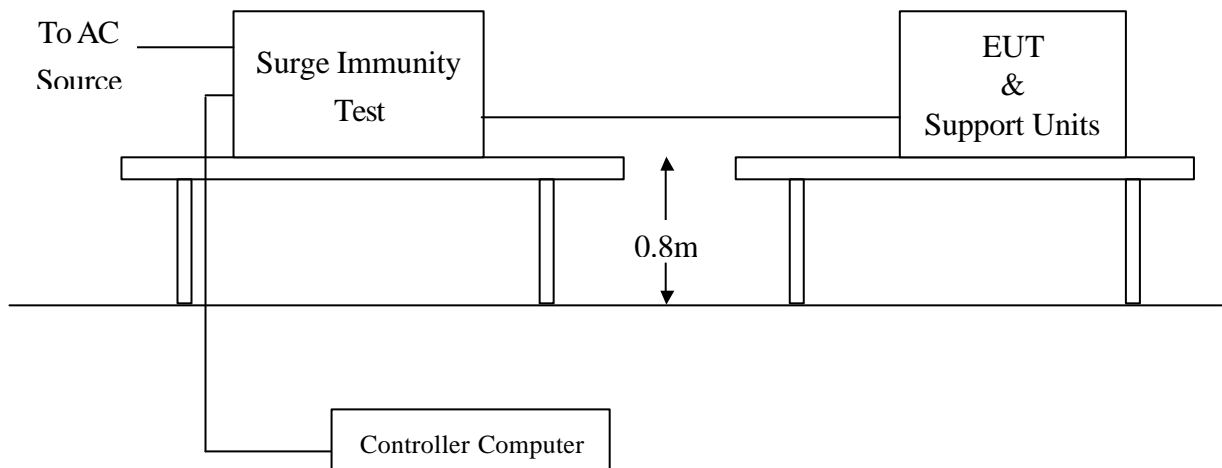 To AC
Source
Surge Immunity
Test
EUT
&
Support Units
0.8m
Controller Computer